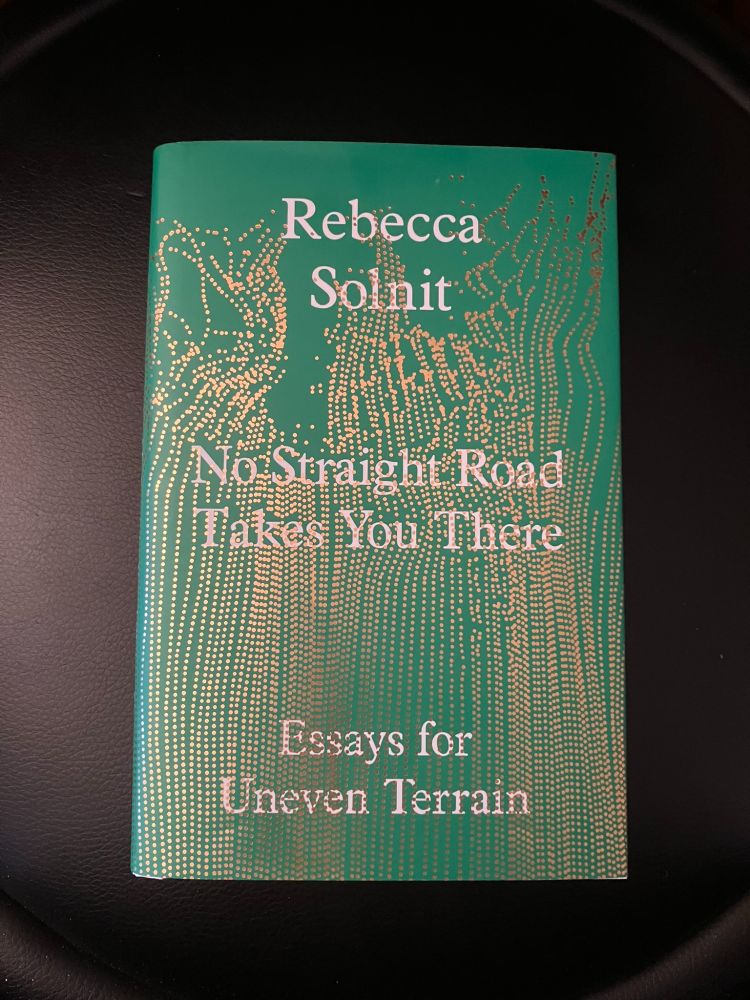 Rebecca
Solnit
No Straight Road
Takes You There
Essays for
Uneven Terrain